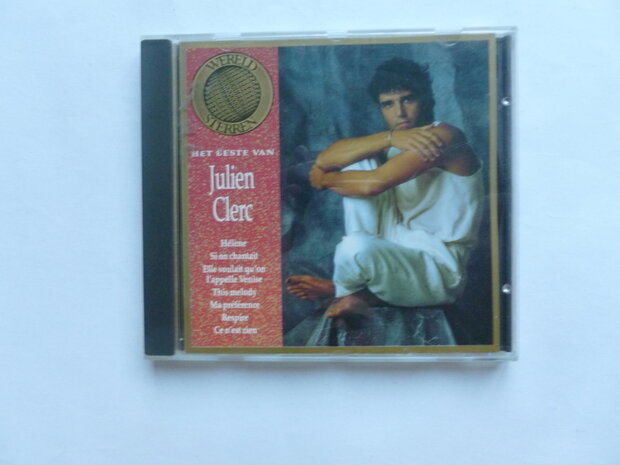 WERELD
STERREN
HET BESTE VAN
Julien
Clerc
Hélène
Si on chantait
Elle voulait qu'on
l'appelle Venise
This melody
Ma préférence
Respire
Ce n'est rien